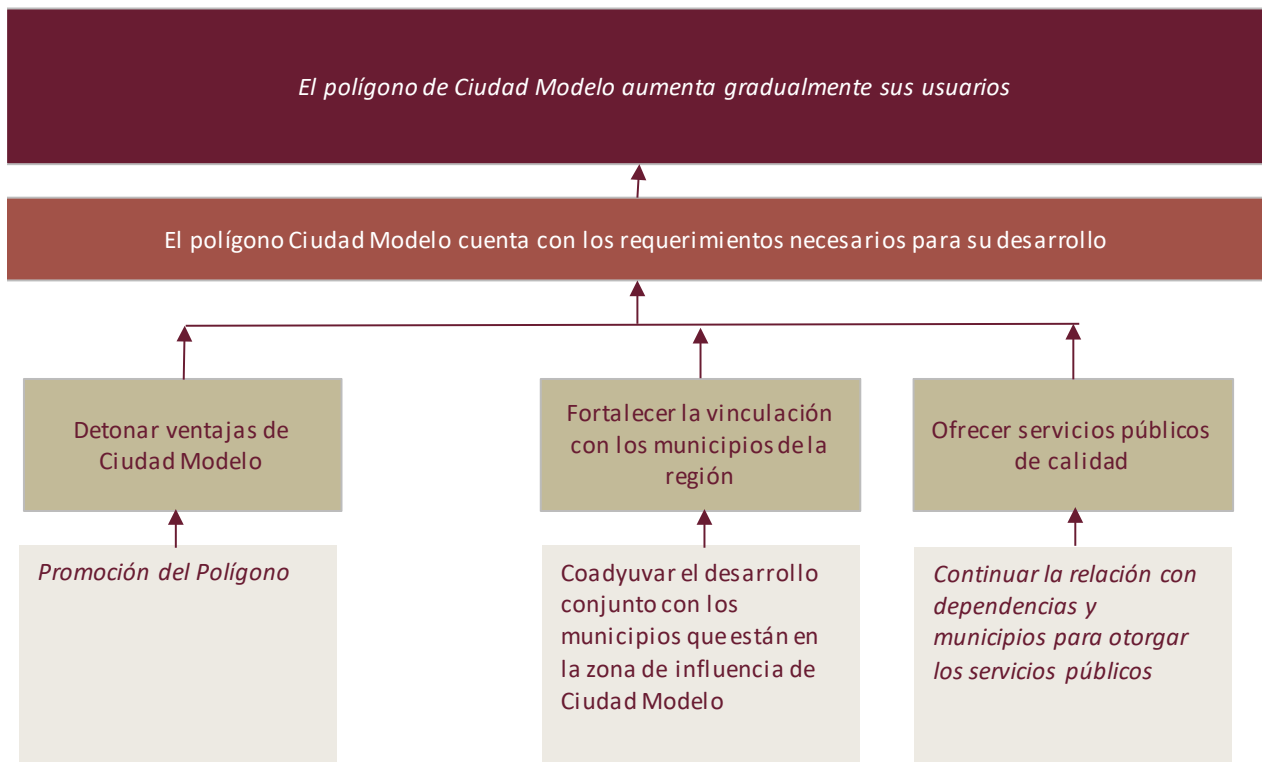 El polígono de Ciudad Modelo aumenta gradualmente sus usuarios
El polígono Ciudad Modelo cuenta con los requerimientos necesarios para su desarrollo
Detonar ventajas de
Ciudad Modelo
Fortalecer la vinculación
con los municipios de la
región
Ofrecer servicios públicos
de calidad
Promoción del Polígono
Coadyuvar el desarrollo
conjunto con los
municipios que están en
la zona de influencia de
Ciudad Modelo
Continuar la relación con
dependencias y
municipios para otorgar
los servicios públicos